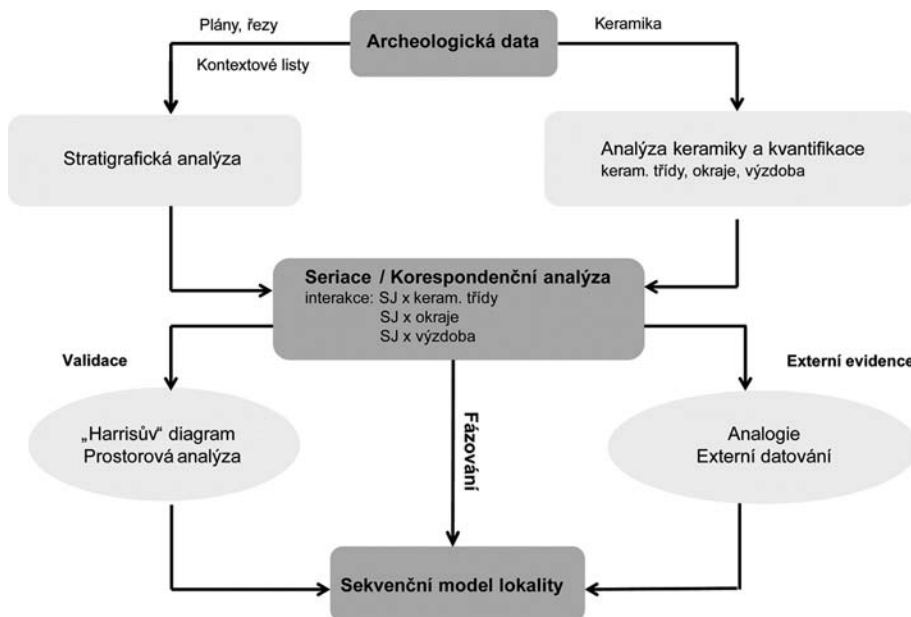 Plány, řezy
Archeologická data
Keramika
Kontextové listy
Stratigrafická analýza
Analýza keramiky a kvantifikace
keram. třídy, okraje, výzdoba
Seriace / Korespondenční analýza
interakce: SJ x keram. třídy
SJ x okraje
SJ x výzdoba
Validace
Externí evidence
„Harrisův“ diagram
Prostorová analýza
Fázování
Analogie
Externí datování
Sekvenční model lokality